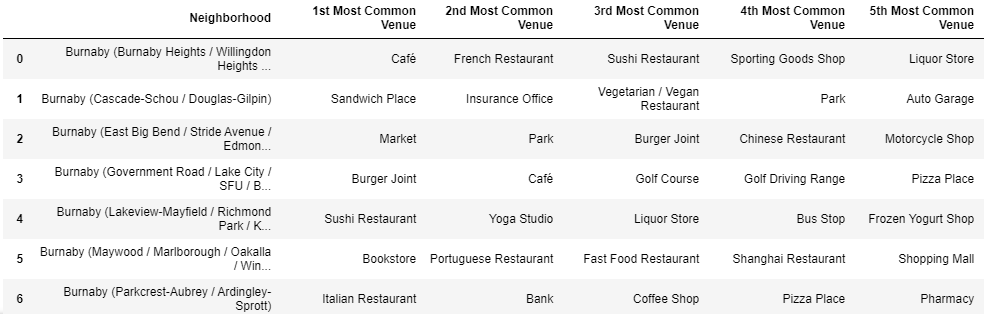 Neighborhood 1st Most Common Venue 2nd Most Common Venue 3rd Most Common Venue 4th Most Common Venue 5th Most Common Venue
0 Burnaby (Burnaby Heights / Willingdon Heights ... Café French Restaurant Sushi Restaurant Sporting Goods Shop Liquor Store
1 Burnaby (Cascade-Schou / Douglas-Gilpin) Sandwich Place Insurance Office Vegetarian / Vegan Restaurant Park Auto Garage
2 Burnaby (East Big Bend / Stride Avenue / Edmon... Market Park Burger Joint Chinese Restaurant Motorcycle Shop
3 Burnaby (Government Road / Lake City / SFU / B... Burger Joint Café Golf Course Golf Driving Range Pizza Place
4 Burnaby (Lakeview-Mayfield / Richmond Park / K... Sushi Restaurant Yoga Studio Liquor Store Bus Stop Frozen Yogurt Shop
5 Burnaby (Maywood / Marlborough / Oakalla / Win... Bookstore Portuguese Restaurant Fast Food Restaurant Shanghai Restaurant Shopping Mall
6 Burnaby (Parkcrest-Aubrey / Ardingley-Sprott) Italian Restaurant Bank Coffee Shop Pizza Place Pharmacy